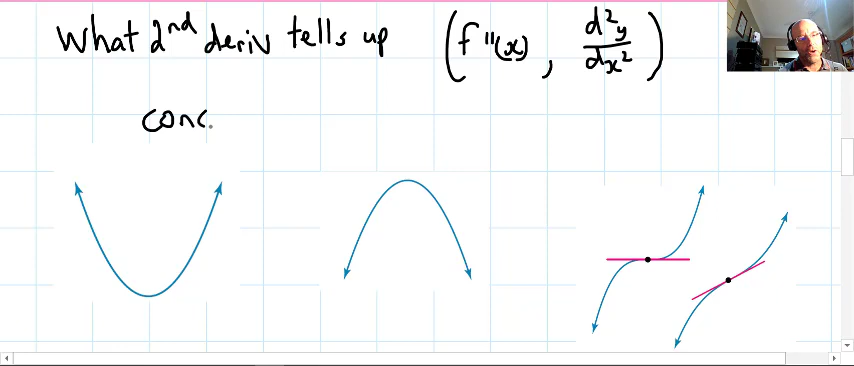 What 2nd deriv tells up (f"(x), d²y/dx²)
conc